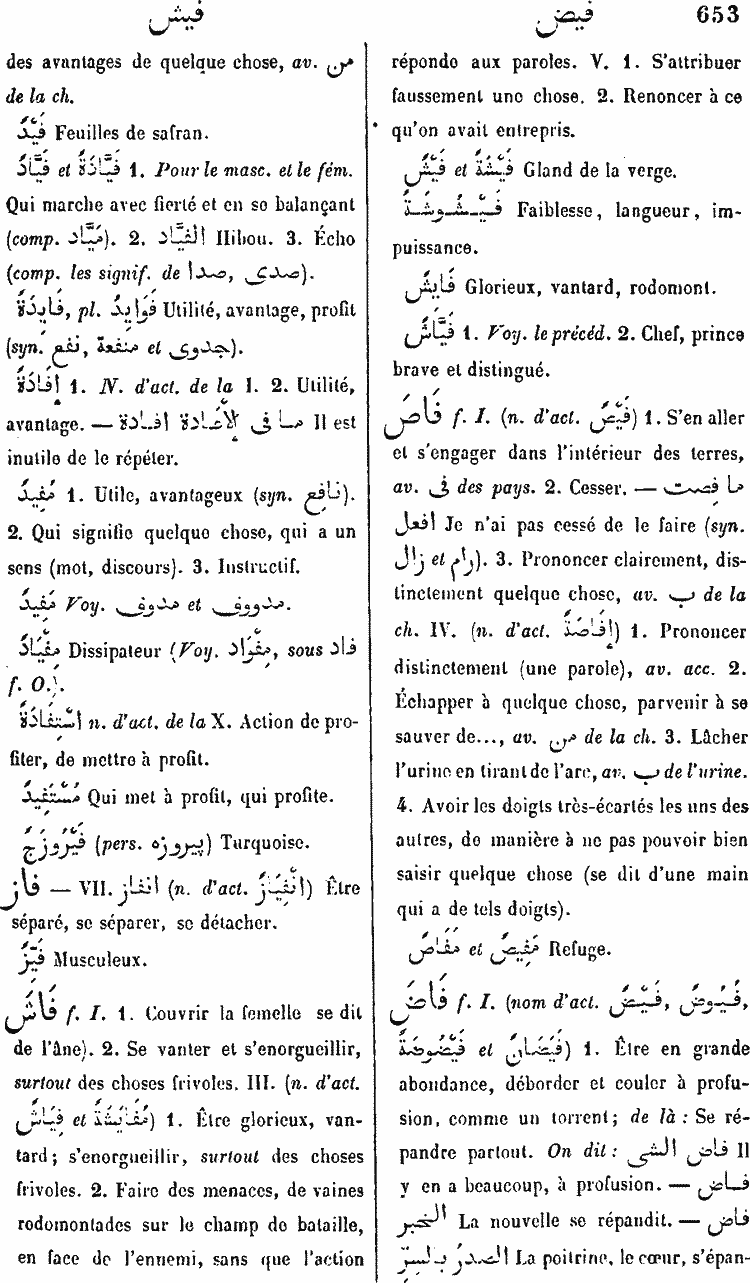 فيش
فيض
653
des avantages de quelque chose, av. من
de la ch.
فَيْدٌ Feuilles de safran.
فَيَّادٌ et فَيَّادَةٌ 1. Pour le masc. et le fém.
Qui marche avec fierté et en se balançant
(comp. مَيَّاد). 2. الفَيَّاد Hibou. 3. Écho
(comp. les signif. de صدا, صدى).
فَايِدَةٌ, pl. فَوَايِدُ Utilité, avantage, profit
(syn. نفع, منفعة et جدوى).
إِفَادَةٌ 1. N. d'act. de la I. 2. Utilité,
avantage. — ما فى الإِعَادة افادة Il est
inutile de le répéter.
مُفِيدٌ 1. Utile, avantageux (syn. نافع).
2. Qui signifie quelque chose, qui a un
sens (mot, discours). 3. Instructif.
مَفِيدٌ Voy. مدوف et مدووف.
مِفْيَادٌ Dissipateur (Voy. مِفْوَاد, sous فاد
f. O.).
اسْتِفَادَةٌ n. d'act. de la X. Action de pro-
fiter, de mettre à profit.
مُسْتَفِيدٌ Qui met à profit, qui profite.
فَيْرُوزَجٌ (pers. پيروزه) Turquoise.
فاز — VII. انفاز (n. d'act. اِنْفِيَازٌ) Être
séparé, se séparer, se détacher.
فَيِّزٌ Musculeux.
فَاشَ f. I. 1. Couvrir la femelle se dit
de l'âne). 2. Se vanter et s'enorgueillir,
surtout des choses frivoles. III. (n. d'act.
مُفَايَشَةٌ et فِيَاشٌ) 1. Être glorieux, van-
tard; s'enorgueillir, surtout des choses
frivoles. 2. Faire des menaces, de vaines
rodomontades sur le champ de bataille,
en face de l'ennemi, sans que l'action
réponde aux paroles. V. 1. S'attribuer
faussement une chose. 2. Renoncer à ce
qu'on avait entrepris.
فَيْشٌ et فَيْشَةٌ Gland de la verge.
فَيْشُوشَةٌ Faiblesse, langueur, im-
puissance.
فَايِشٌ Glorieux, vantard, rodomont.
فَيَّاشٌ 1. Voy. le précéd. 2. Chef, prince
brave et distingué.
فَاصَ f. I. (n. d'act. فَيْصٌ) 1. S'en aller
et s'engager dans l'intérieur des terres,
av. فى des pays. 2. Cesser. — ما فصت
افعل Je n'ai pas cessé de le faire (syn.
زال et رام). 3. Prononcer clairement, dis-
tinctement quelque chose, av. ب de la
ch. IV. (n. d'act. إِفَاصَةٌ) 1. Prononcer
distinctement (une parole), av. acc. 2.
Échapper à quelque chose, parvenir à se
sauver de..., av. من de la ch. 3. Lâcher
l'urine en tirant de l'arc, av. ب de l'urine.
4. Avoir les doigts très-écartés les uns des
autres, de manière à ne pas pouvoir bien
saisir quelque chose (se dit d'une main
qui a de tels doigts).
مَفَاصٌ et مَفِيصٌ Refuge.
فَاضَ f. I. (nom d'act. فَيْضٌ, فُيُوضٌ,
فَيْضُوضَةٌ et فَيَضَانٌ) 1. Être en grande
abondance, déborder et couler à profu-
sion, comme un torrent; de là : Se ré-
pandre partout. On dit : فاض الشى Il
y en a beaucoup, à profusion. — فاض
الخبر La nouvelle se répandit. — فاض
الصدرُ بالسِرِّ La poitrine, le cœur, s'épan-